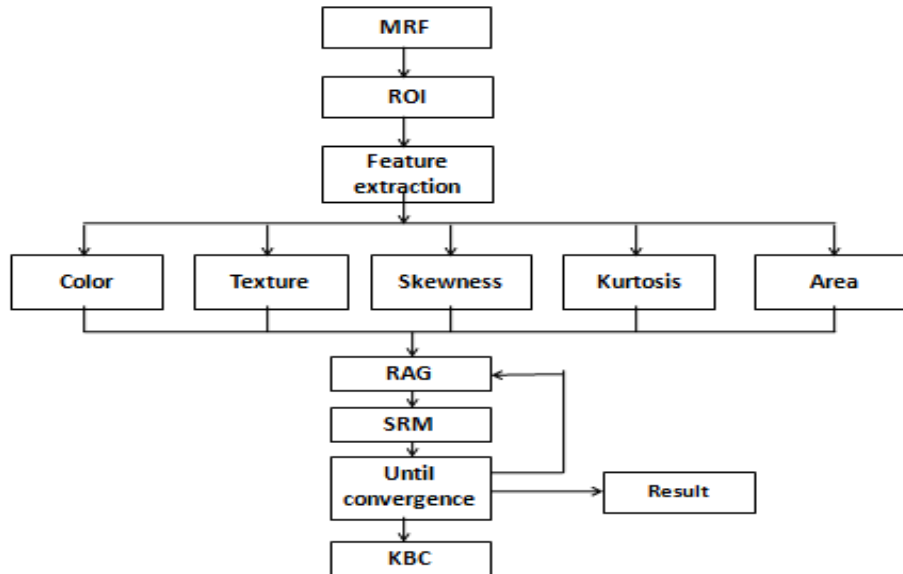 MRF
ROI
Feature
extraction
Color
Texture
Skewness
Kurtosis
Area
RAG
SRM
Until
convergence
Result
KBC